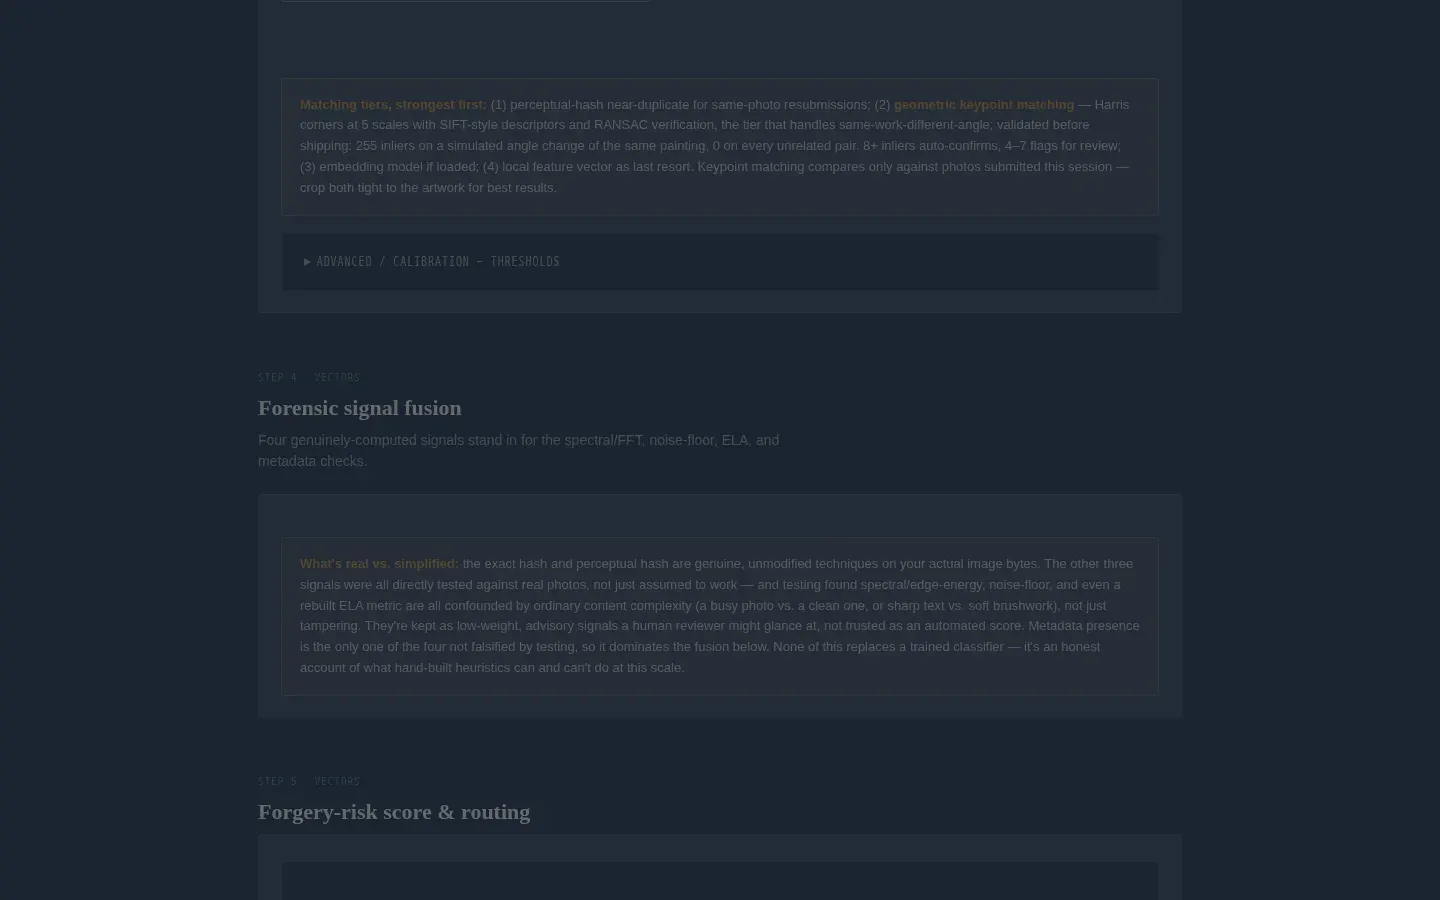 Matching tiers, strongest first: (1) perceptual-hash near-duplicate for same-photo resubmissions; (2) geometric keypoint matching — Harris
corners at 5 scales with SIFT-style descriptors and RANSAC verification, the tier that handles same-work-different-angle; validated before
shipping: 255 inliers on a simulated angle change of the same painting, 0 on every unrelated pair. 8+ inliers auto-confirms, 4–7 flags for review;
(3) embedding model if loaded; (4) local feature vector as last resort. Keypoint matching compares only against photos submitted this session —
crop both tight to the artwork for best results.
▶ ADVANCED / CALIBRATION — THRESHOLDS
STEP 4 VECTORS
Forensic signal fusion
Four genuinely-computed signals stand in for the spectral/FFT, noise-floor, ELA, and
metadata checks.
What's real vs. simplified: the exact hash and perceptual hash are genuine, unmodified techniques on your actual image bytes. The other three
signals were all directly tested against real photos, not just assumed to work — and testing found spectral/edge-energy, noise-floor, and even a
rebuilt ELA metric are all confounded by ordinary content complexity (a busy photo vs. a clean one, or sharp text vs. soft brushwork), not just
tampering. They're kept as low-weight, advisory signals a human reviewer might glance at, not trusted as an automated score. Metadata presence
is the only one of the four not falsified by testing, so it dominates the fusion below. None of this replaces a trained classifier — it's an honest
account of what hand-built heuristics can and can't do at this scale.
STEP 5 VECTORS
Forgery-risk score & routing